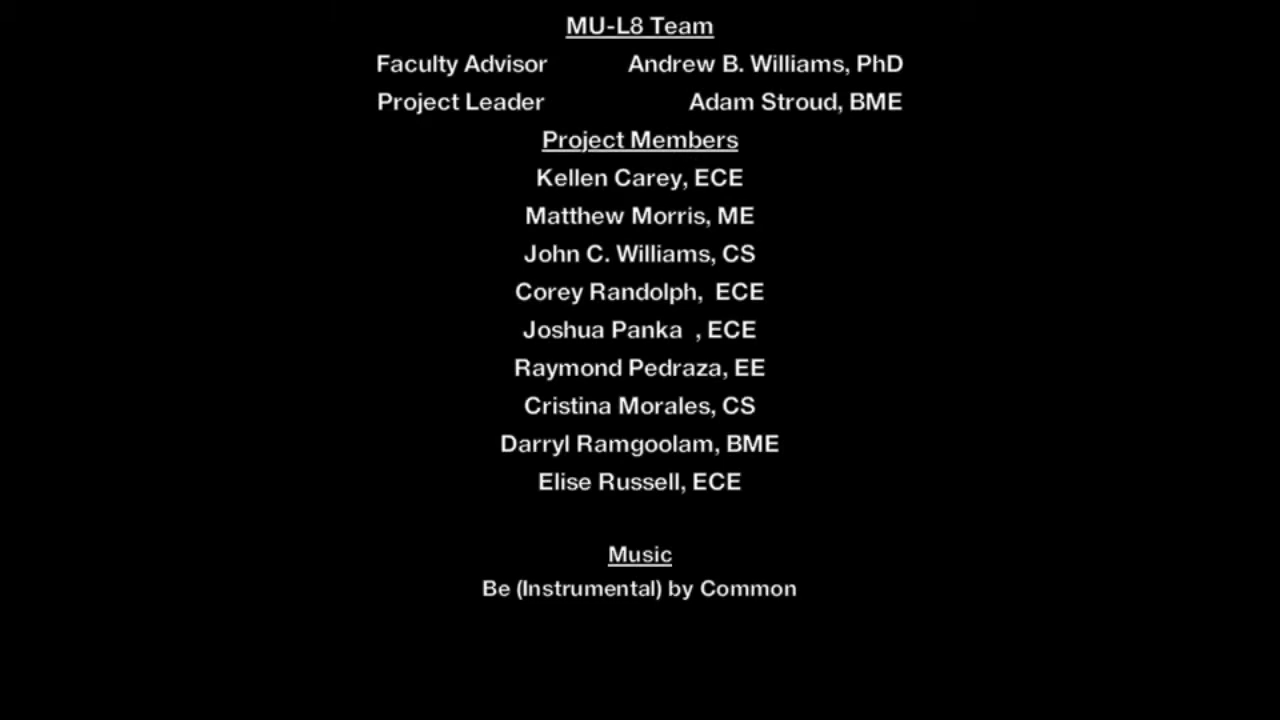 MU-L8 Team
Faculty Advisor Andrew B. Williams, PhD
Project Leader Adam Stroud, BME
Project Members
Kellen Carey, ECE
Matthew Morris, ME
John C. Williams, CS
Corey Randolph, ECE
Joshua Panka , ECE
Raymond Pedraza, EE
Cristina Morales, CS
Darryl Ramgoolam, BME
Elise Russell, ECE
Music
Be (Instrumental) by Common